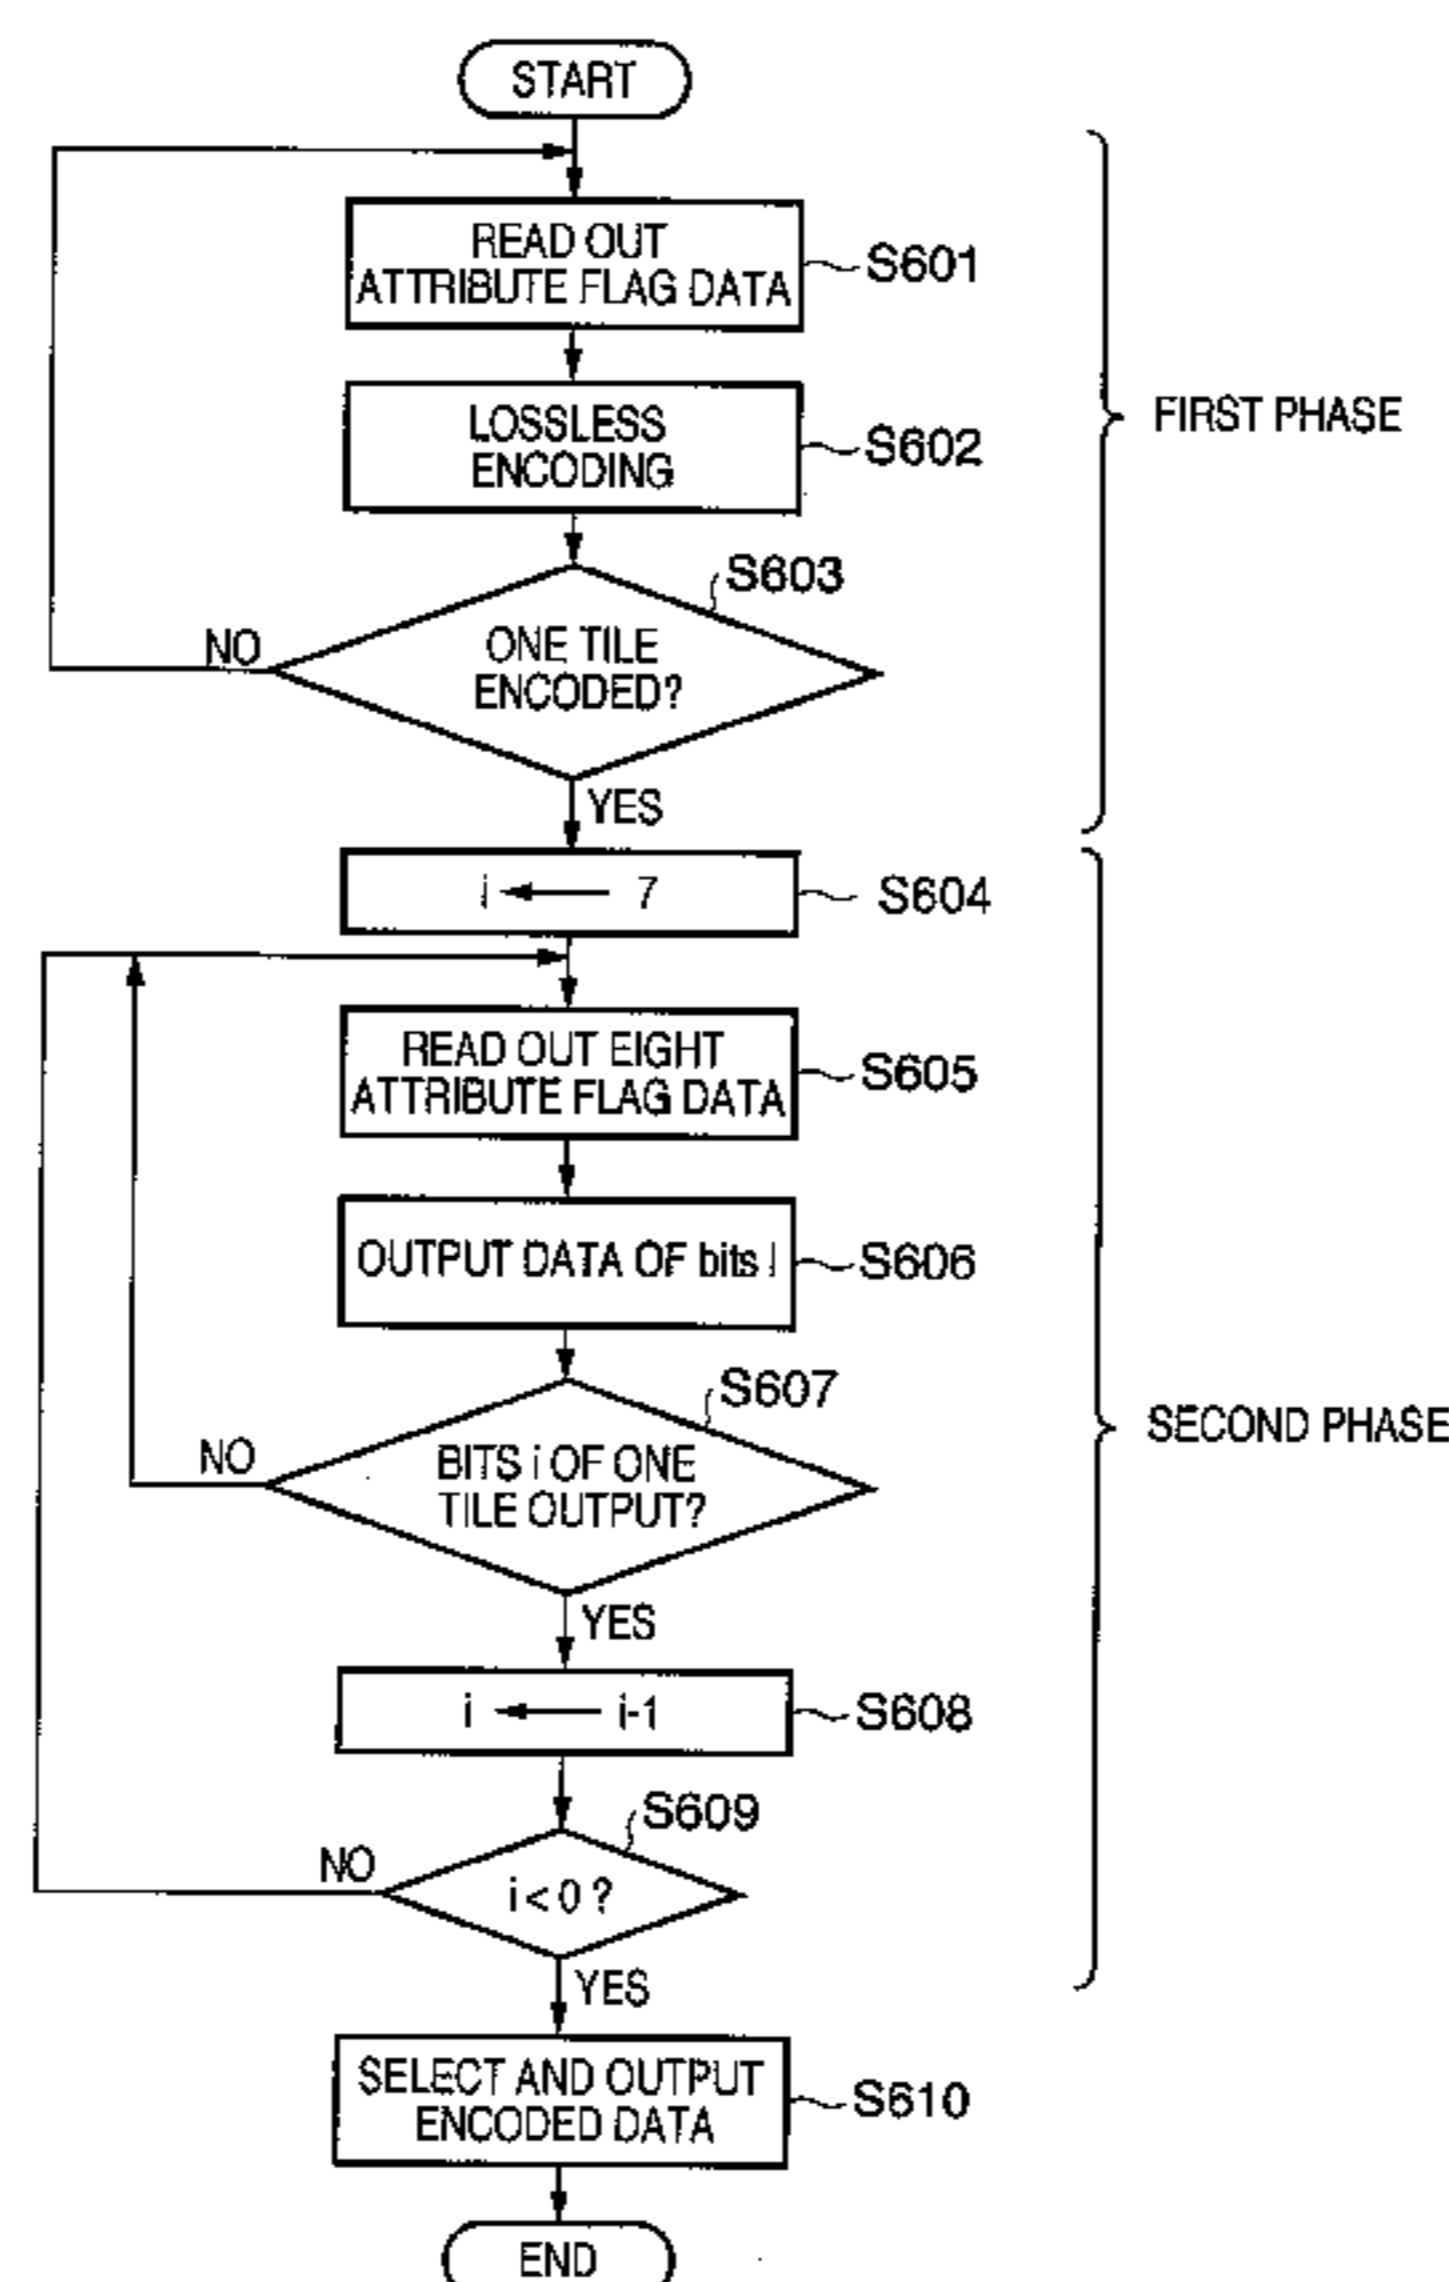 START
READ OUT
ATTRIBUTE FLAG DATA
S601
LOSSLESS
ENCODING
S602
FIRST PHASE
S603
ONE TILE
ENCODED?
NO
YES
i ← 7
S604
READ OUT EIGHT
ATTRIBUTE FLAG DATA
S605
OUTPUT DATA OF bits i
S606
S607
BITS i OF ONE
TILE OUTPUT?
NO
SECOND PHASE
YES
i ← i-1
S608
S609
i < 0 ?
NO
YES
SELECT AND OUTPUT
ENCODED DATA
S610
END